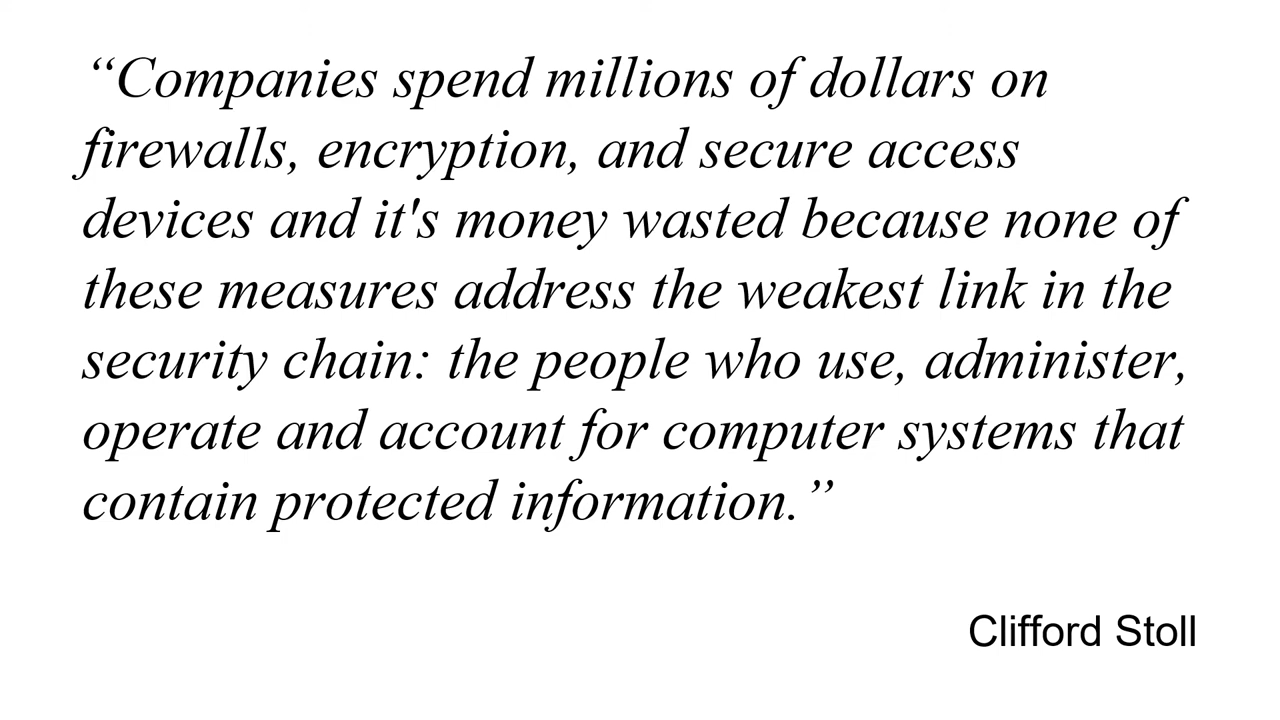 “Companies spend millions of dollars on
firewalls, encryption, and secure access
devices and it's money wasted because none of
these measures address the weakest link in the
security chain: the people who use, administer,
operate and account for computer systems that
contain protected information.”
Clifford Stoll